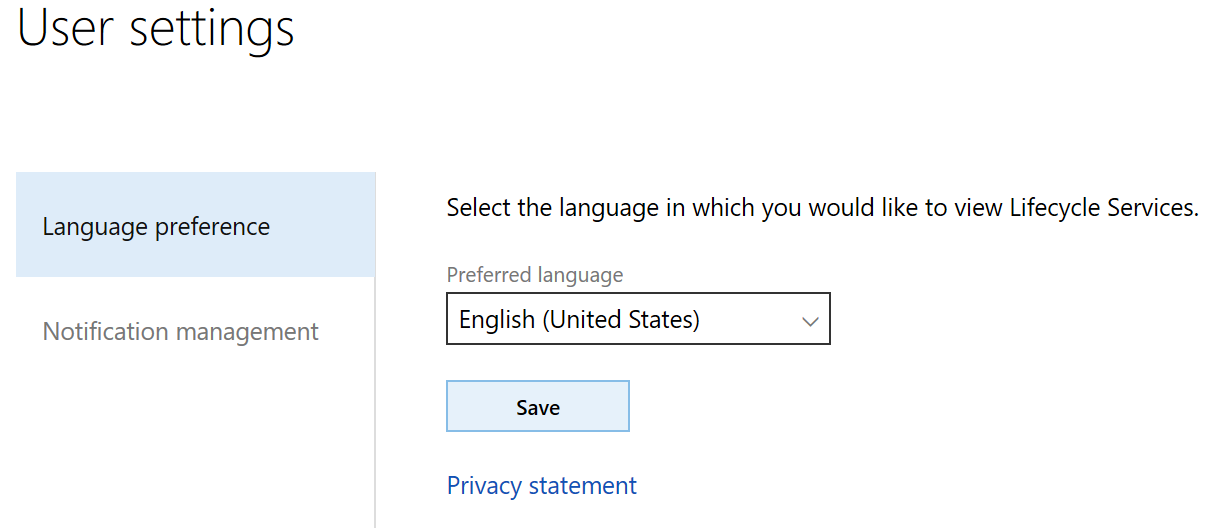 User settings
Language preference
Notification management
Select the language in which you would like to view Lifecycle Services.
Preferred language
English (United States)
Save
Privacy statement